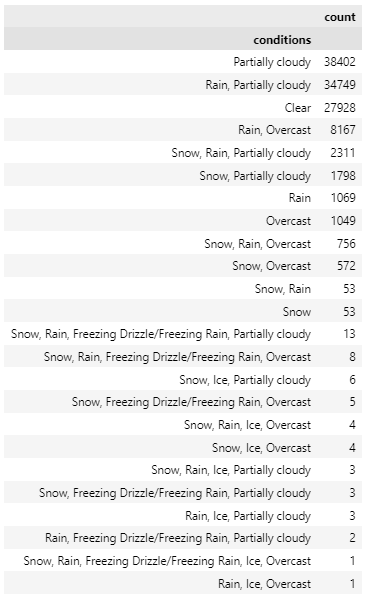 count
conditions
Partially cloudy 38402
Rain, Partially cloudy 34749
Clear 27928
Rain, Overcast 8167
Snow, Rain, Partially cloudy 2311
Snow, Partially cloudy 1798
Rain 1069
Overcast 1049
Snow, Rain, Overcast 756
Snow, Overcast 572
Snow, Rain 53
Snow 53
Snow, Rain, Freezing Drizzle/Freezing Rain, Partially cloudy 13
Snow, Rain, Freezing Drizzle/Freezing Rain, Overcast 8
Snow, Ice, Partially cloudy 6
Snow, Freezing Drizzle/Freezing Rain, Overcast 5
Snow, Rain, Ice, Overcast 4
Snow, Ice, Overcast 4
Snow, Rain, Ice, Partially cloudy 3
Snow, Freezing Drizzle/Freezing Rain, Partially cloudy 3
Rain, Ice, Partially cloudy 3
Rain, Freezing Drizzle/Freezing Rain, Partially cloudy 2
Snow, Rain, Freezing Drizzle/Freezing Rain, Ice, Overcast 1
Rain, Ice, Overcast 1